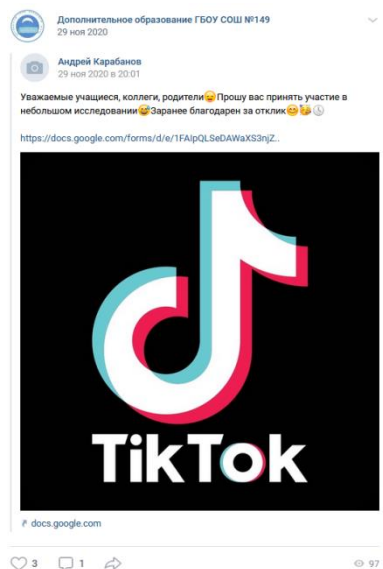 Дополнительное образование ГБОУ СОШ №149
29 ноя 2020
Андрей Карабанов
29 ноя 2020 в 20:01
Уважаемые учащиеся, коллеги, родители😜Прошу вас принять участие в
небольшом исследовании😅Заранее благодарен за отклик😊🥳🕓
https://docs.google.com/forms/d/e/1FAIpQLSeDAWaXS3njZ..
TikTok
docs.google.com
3 1 97